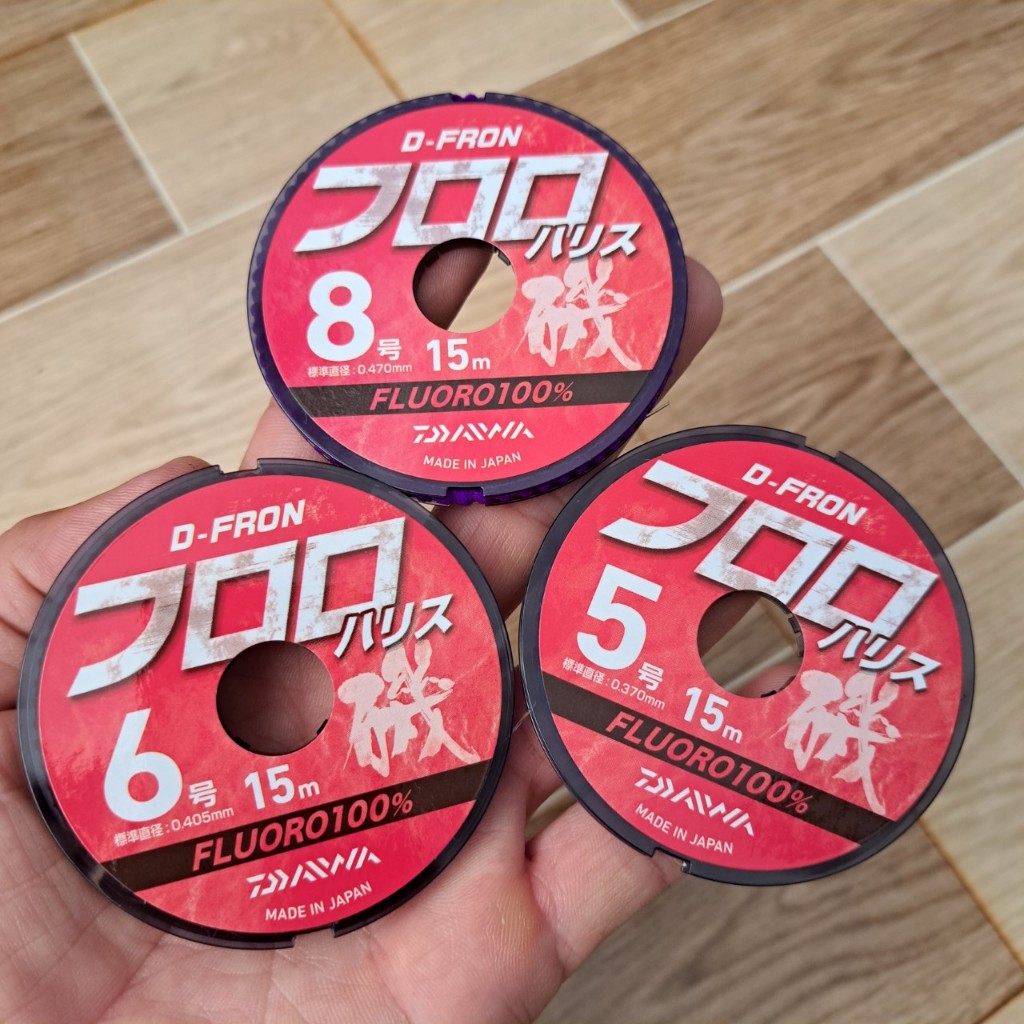 D-FRON
フロロ
ハリス
磯
8号 15m
標準直径：0.470mm
FLUORO100%
DAIWA
MADE IN JAPAN
D-FRON
フロロ
ハリス
磯
6号 15m
標準直径：0.405mm
FLUORO100%
DAIWA
MADE IN JAPAN
D-FRON
フロロ
ハリス
磯
5号 15m
標準直径：0.370mm
FLUORO100%
DAIWA
MADE IN JAPAN